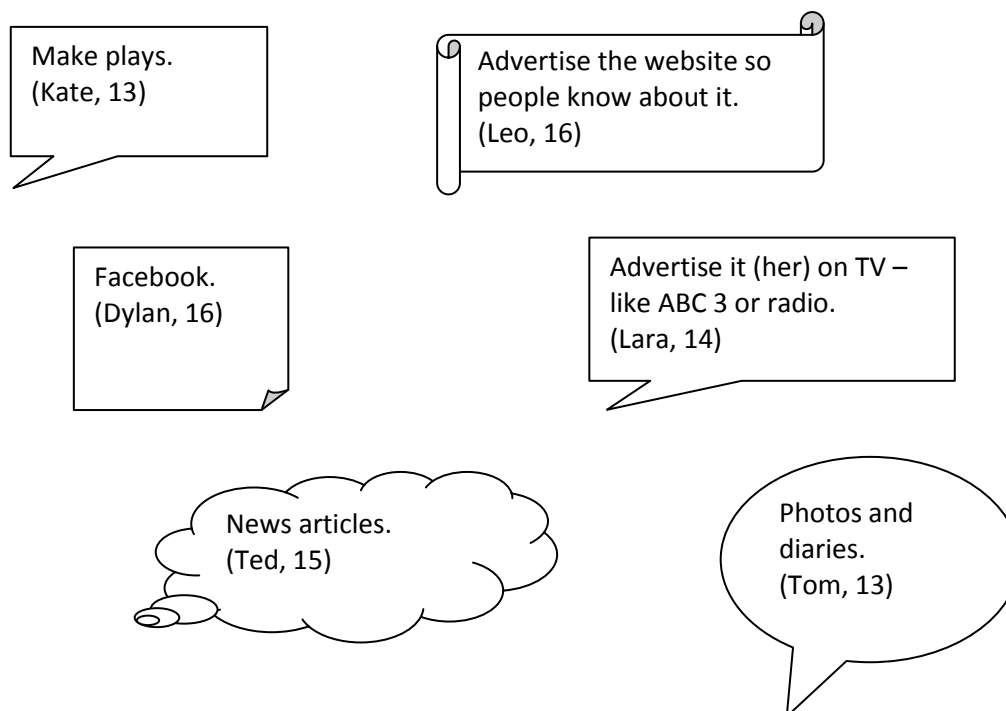 Make plays.
(Kate, 13)
Advertise the website so
people know about it.
(Leo, 16)
Facebook.
(Dylan, 16)
Advertise it (her) on TV –
like ABC 3 or radio.
(Lara, 14)
News articles.
(Ted, 15)
Photos and
diaries.
(Tom, 13)